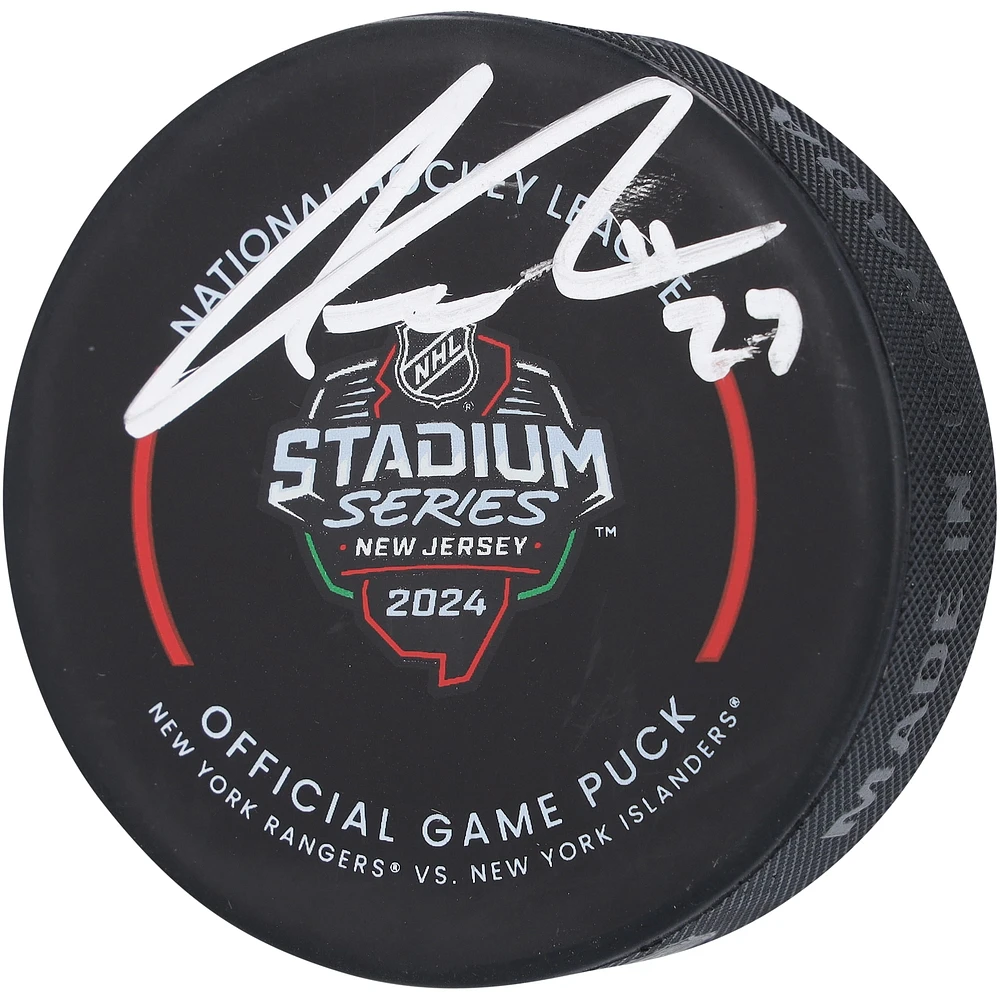 NATIONAL HOCKEY LEAGUE
27
NHL
®
STADIUM
SERIES
™
· NEW JERSEY ·
2024
OFFICIAL GAME PUCK
NEW YORK RANGERS® VS. NEW YORK ISLANDERS®
MADE IN